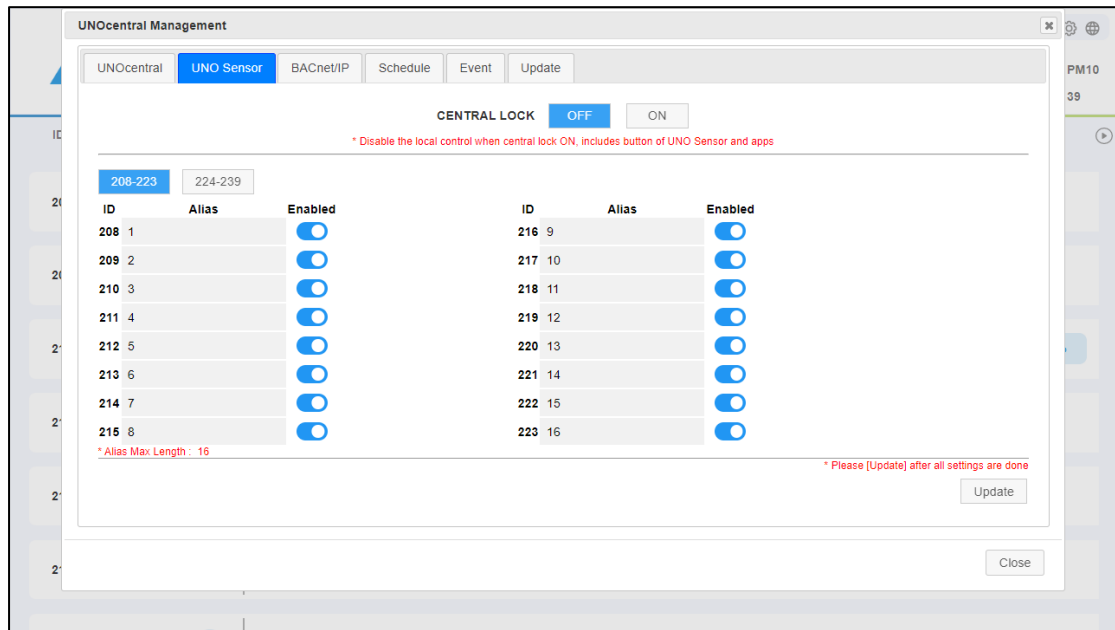 UNOcentral Management
UNOcentral UNO Sensor BACnet/IP Schedule Event Update
PM10
39
CENTRAL LOCK OFF ON
* Disable the local control when central lock ON, includes button of UNO Sensor and apps
208-223 224-239
ID Alias Enabled ID Alias Enabled
208 1 216 9
209 2 217 10
210 3 218 11
211 4 219 12
212 5 220 13
213 6 221 14
214 7 222 15
215 8 223 16
* Alias Max Length : 16
* Please [Update] after all settings are done
Update
Close